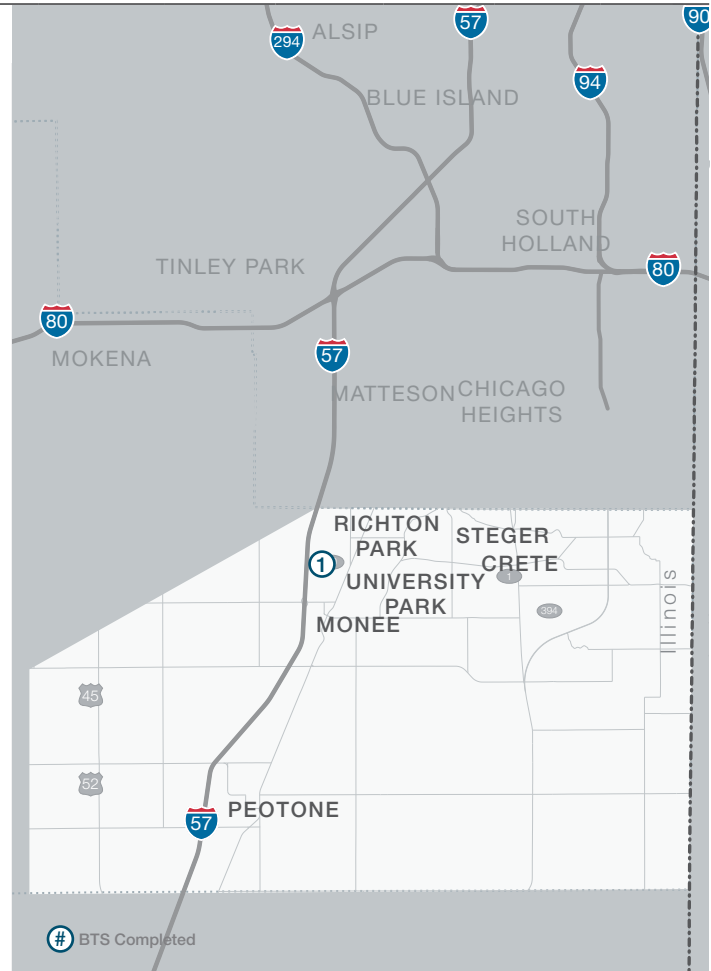 90
57
294
ALSIP
94
BLUE ISLAND
SOUTH
HOLLAND
TINLEY PARK
80
80
57
MOKENA
MATTESON
CHICAGO
HEIGHTS
RICHTON
PARK
STEGER
1
CRETE
1
UNIVERSITY
PARK
394
MONEE
Illinois
45
52
57
PEOTONE
# BTS Completed